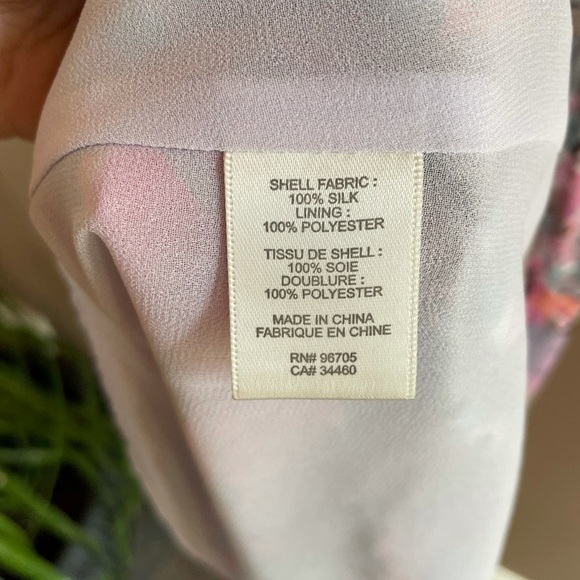 SHELL FABRIC :
100% SILK
LINING :
100% POLYESTER
TISSU DE SHELL :
100% SOIE
DOUBLURE :
100% POLYESTER
MADE IN CHINA
FABRIQUE EN CHINE
RN# 96705
CA# 34460